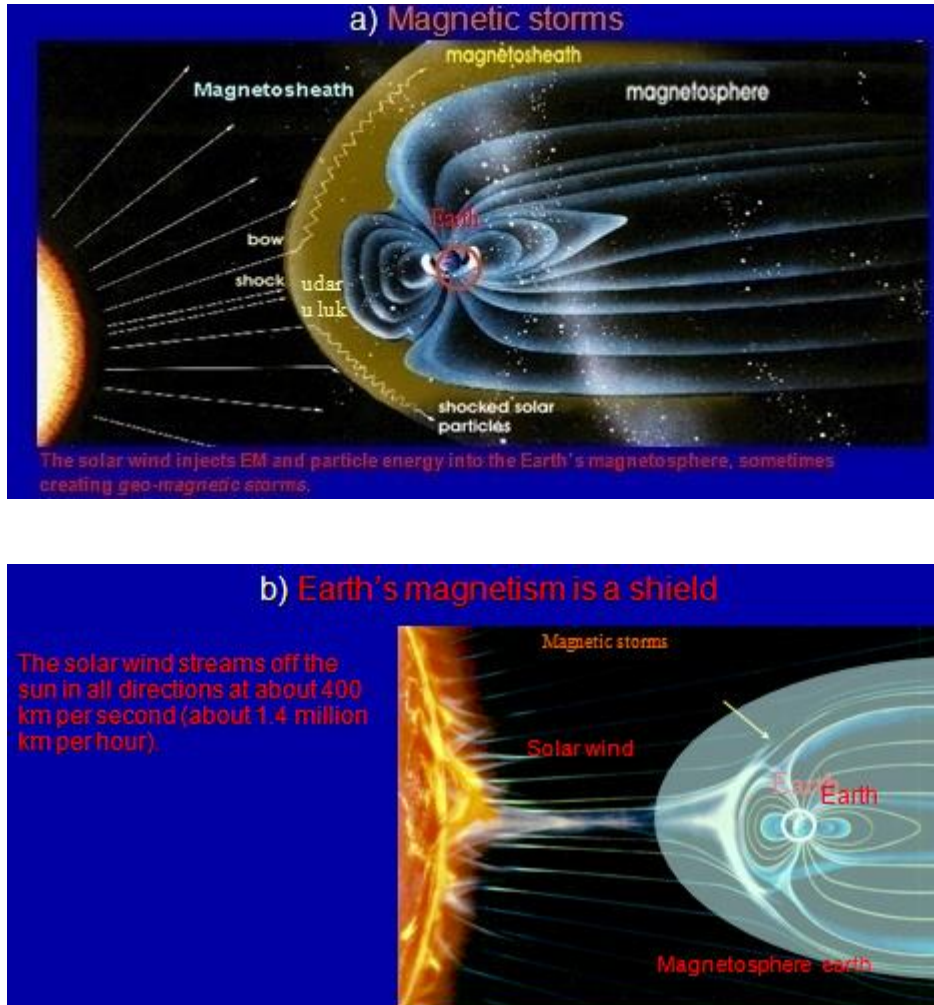 a) Magnetic storms
magnetosheath
Magnetosheath
magnetosphere
Earth
bow
shock
udar
u luk
shocked solar
particles
The solar wind injects EM and particle energy into the Earth's magnetosphere, sometimes
creating geo-magnetic storms.
b) Earth's magnetism is a shield
The solar wind streams off the
sun in all directions at about 400
km per second (about 1.4 million
km per hour).
Magnetic storms
Solar wind
Earth
Earth
Magnetosphere earth